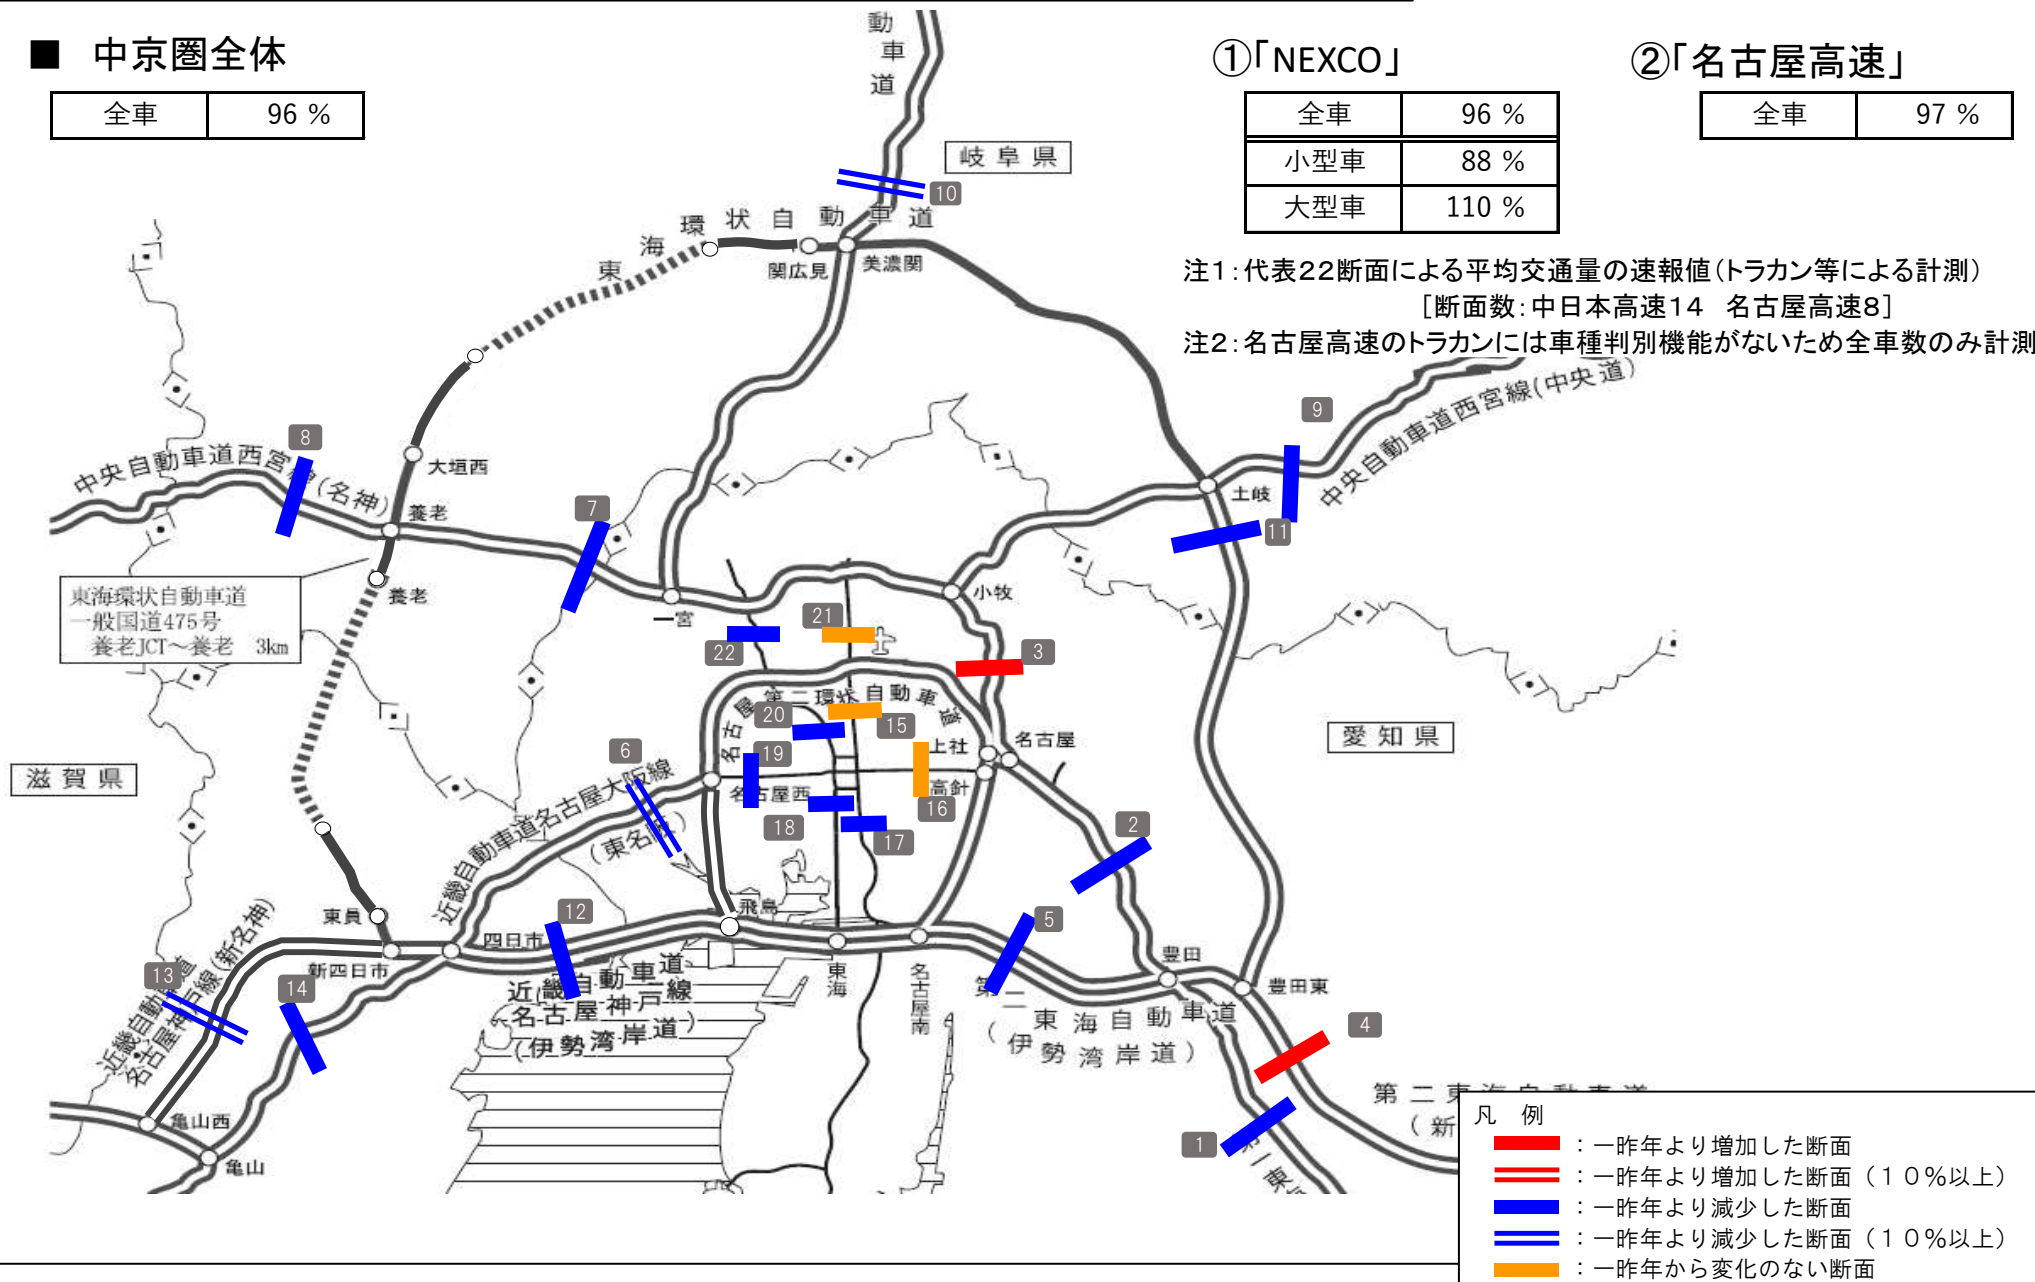 ■ 中京圏全体
全車 96 %
①「NEXCO」
全車 96 %
小型車 88 %
大型車 110 %
②「名古屋高速」
全車 97 %
注1:代表22断面による平均交通量の速報値(トラカン等による計測)
[断面数:中日本高速14 名古屋高速8]
注2:名古屋高速のトラカンには車種判別機能がないため全車数のみ計測
動車道
岐阜県
10
東海環状自動車道
関広見
美濃関
9
中央自動車道西宮線(中央道)
8
中央自動車道西宮線(名神)
大垣西
養老
7
土岐
11
東海環状自動車道
一般国道475号
養老JCT~養老 3km
養老
一宮
小牧
21
22
3
名古屋第二環状自動車道
20
15
19
上社
名古屋
愛知県
滋賀県
6
名古屋西
高針
16
18
17
2
近畿自動車道名古屋大阪線
(東名阪)
東員
12
飛島
5
四日市
新四日市
13
14
近畿自動車道
名古屋神戸線(新名神)
近畿自動車道
名古屋神戸線
(伊勢湾岸道)
東海
名古屋南
豊田
豊田東
第二東海自動車道
(伊勢湾岸道)
4
第二東海自動車道
(新
1
亀山西
亀山
凡 例
:一昨年より増加した断面
:一昨年より増加した断面(10%以上)
:一昨年より減少した断面
:一昨年より減少した断面(10%以上)
:一昨年から変化のない断面